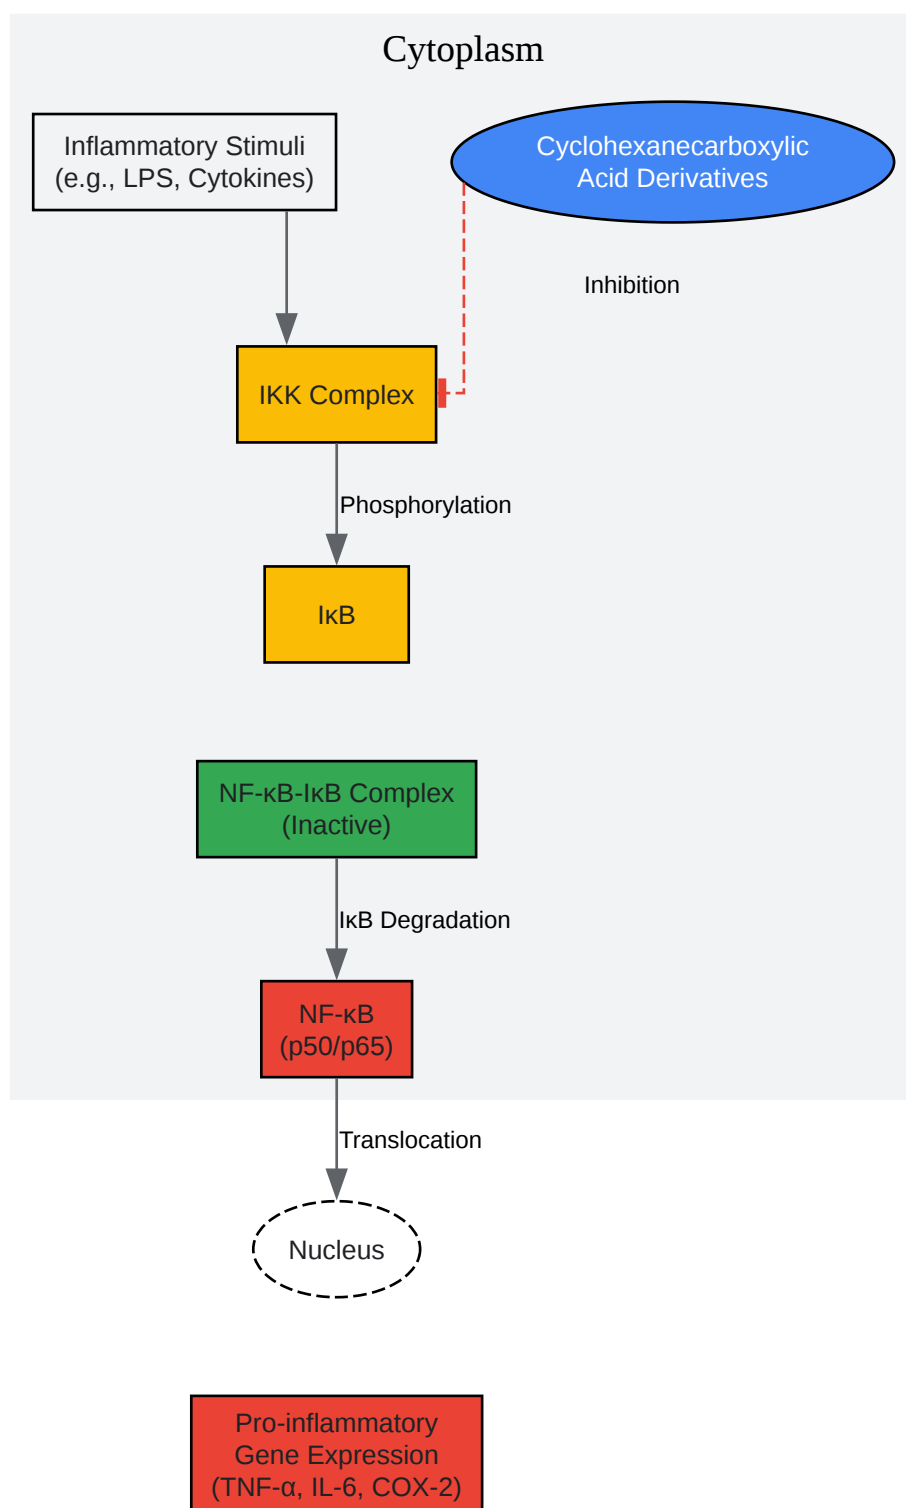 Cytoplasm
Inflammatory Stimuli
(e.g., LPS, Cytokines)
Cyclohexanecarboxylic
Acid Derivatives
Inhibition
IKK Complex
Phosphorylation
IκB
NF-κB-IκB Complex
(Inactive)
IκB Degradation
NF-κB
(p50/p65)
Translocation
Nucleus
Pro-inflammatory
Gene Expression
(TNF-α, IL-6, COX-2)